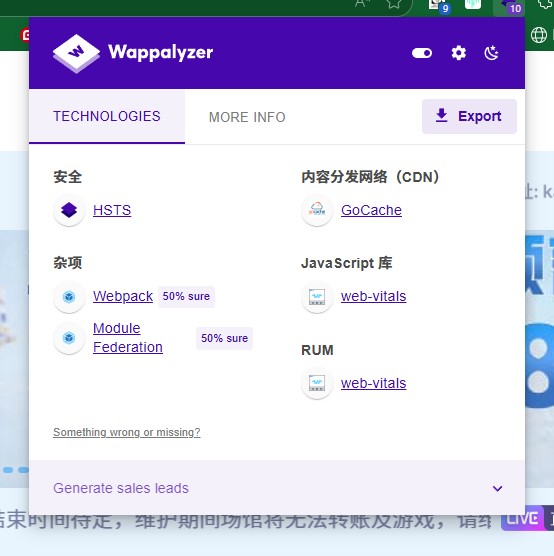 9
10
Wappalyzer
TECHNOLOGIES
MORE INFO
Export
安全
HSTS
内容分发网络（CDN）
GoCache
杂项
Webpack 50% sure
Module
Federation
50% sure
JavaScript 库
web-vitals
RUM
web-vitals
Something wrong or missing?
Generate sales leads
结束时间待定，维护期间场馆将无法转账及游戏，请
LIVE